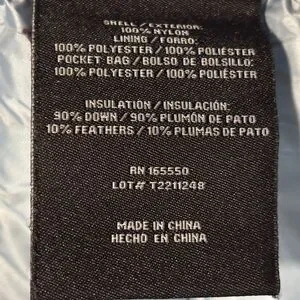 SHELL / EXTERIOR:
100% NYLON
LINING / FORRO:
100% POLYESTER / 100% POLIÉSTER
POCKET BAG / BOLSO DE BOLSILLO:
100% POLYESTER / 100% POLIÉSTER
INSULATION / INSULACIÓN:
90% DOWN / 90% PLUMÓN DE PATO
10% FEATHERS / 10% PLUMAS DE PATO
RN 165550
LOT# T2211248
MADE IN CHINA
HECHO EN CHINA